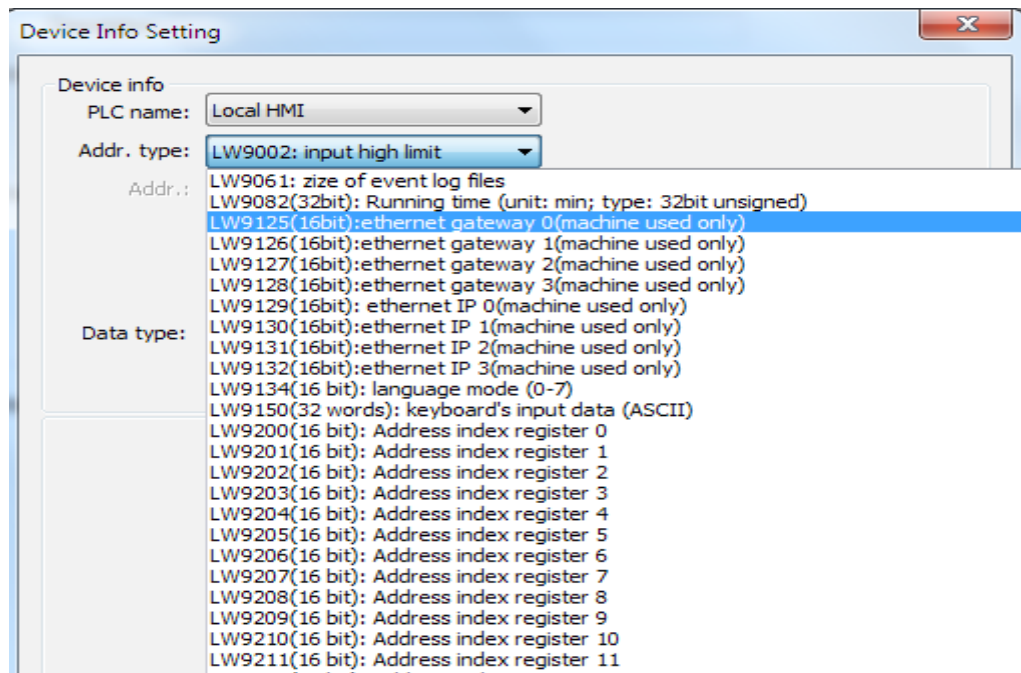 Device Info Setting
Device info
PLC name: Local HMI
Addr. type: LW9002: input high limit
Addr.:
LW9061: zize of event log files
LW9082(32bit): Running time (unit: min; type: 32bit unsigned)
LW9125(16bit):ethernet gateway 0(machine used only)
LW9126(16bit):ethernet gateway 1(machine used only)
LW9127(16bit):ethernet gateway 2(machine used only)
LW9128(16bit):ethernet gateway 3(machine used only)
LW9129(16bit): ethernet IP 0(machine used only)
LW9130(16bit):ethernet IP 1(machine used only)
Data type:
LW9131(16bit):ethernet IP 2(machine used only)
LW9132(16bit):ethernet IP 3(machine used only)
LW9134(16 bit): language mode (0-7)
LW9150(32 words): keyboard's input data (ASCII)
LW9200(16 bit): Address index register 0
LW9201(16 bit): Address index register 1
LW9202(16 bit): Address index register 2
LW9203(16 bit): Address index register 3
LW9204(16 bit): Address index register 4
LW9205(16 bit): Address index register 5
LW9206(16 bit): Address index register 6
LW9207(16 bit): Address index register 7
LW9208(16 bit): Address index register 8
LW9209(16 bit): Address index register 9
LW9210(16 bit): Address index register 10
LW9211(16 bit): Address index register 11